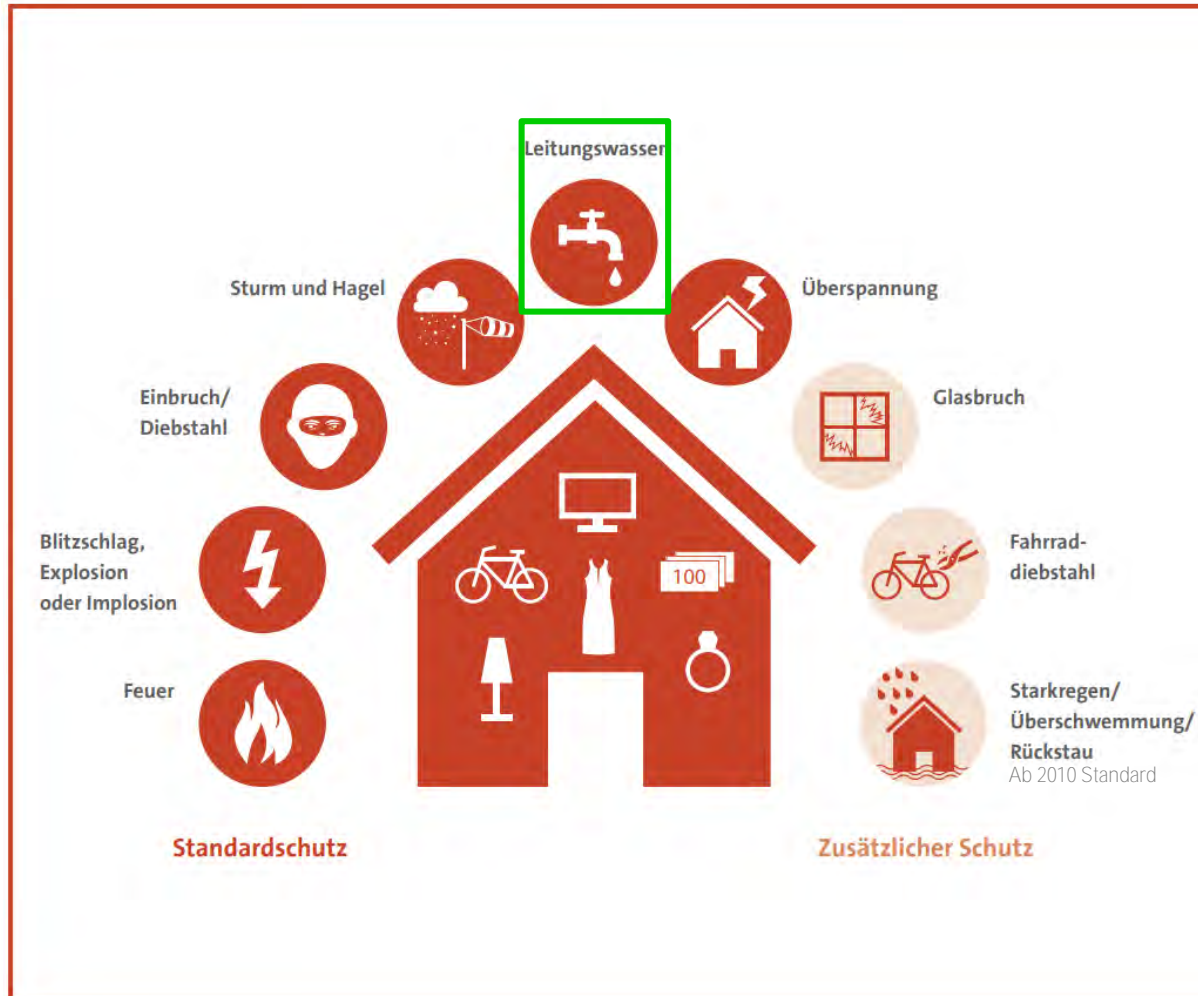 Leitungswasser
Sturm und Hagel
Überspannung
Einbruch/
Diebstahl
Glasbruch
Blitzschlag,
Explosion
oder Implosion
Fahrrad-
diebstahl
100
Feuer
Starkregen/
Überschwemmung/
Rückstau
Ab 2010 Standard
Standardschutz
Zusätzlicher Schutz